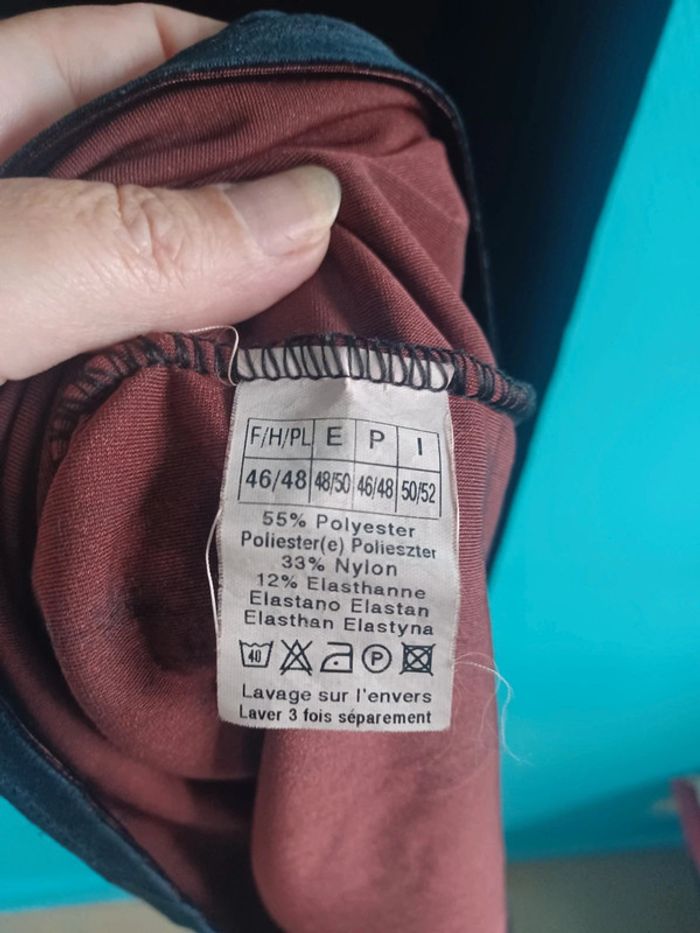 F/H/PL E P I
46/48 48/50 46/48 50/52
55% Polyester
Poliester(e) Polieszter
33% Nylon
12% Elasthanne
Elastano Elastan
Elasthan Elastyna
40 P
Lavage sur l'envers
Laver 3 fois séparement